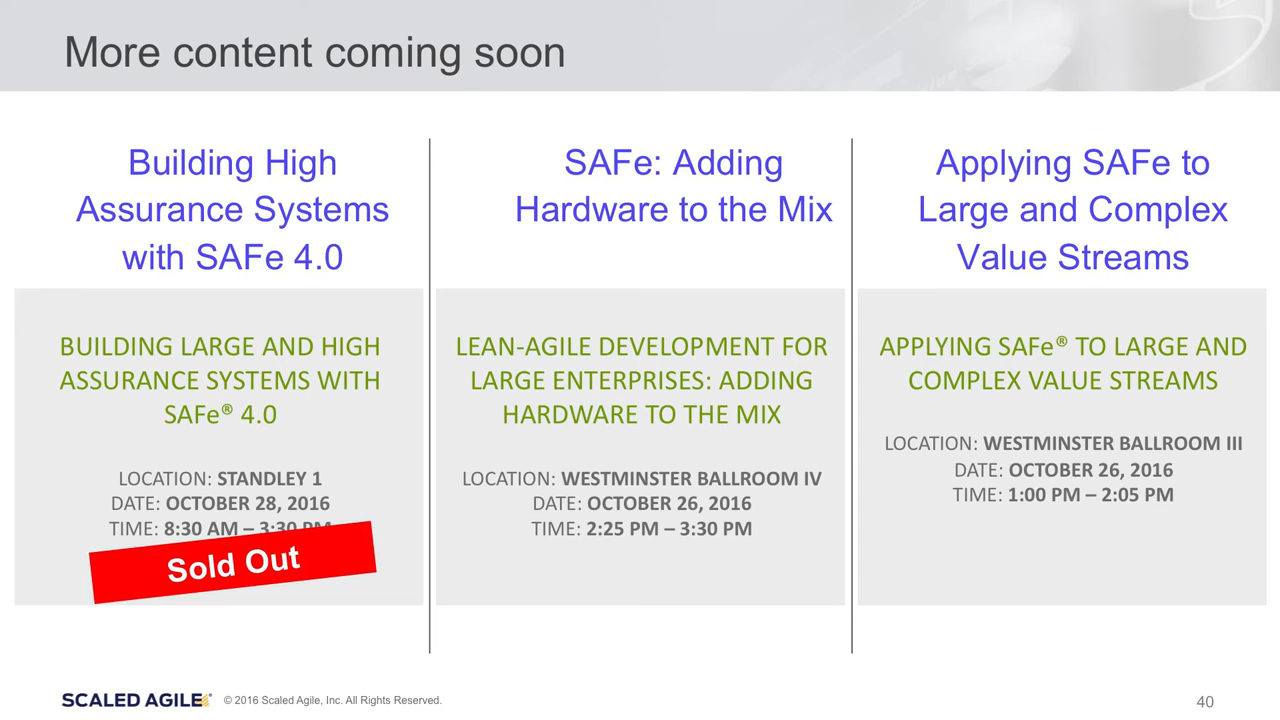 More content coming soon
Building High
Assurance Systems
with SAFe 4.0
BUILDING LARGE AND HIGH
ASSURANCE SYSTEMS WITH
SAFe® 4.0
LOCATION: STANDLEY 1
DATE: OCTOBER 28, 2016
TIME: 8:30 AM – 3:30 PM
Sold Out
SAFe: Adding
Hardware to the Mix
LEAN-AGILE DEVELOPMENT FOR
LARGE ENTERPRISES: ADDING
HARDWARE TO THE MIX
LOCATION: WESTMINSTER BALLROOM IV
DATE: OCTOBER 26, 2016
TIME: 2:25 PM – 3:30 PM
Applying SAFe to
Large and Complex
Value Streams
APPLYING SAFe® TO LARGE AND
COMPLEX VALUE STREAMS
LOCATION: WESTMINSTER BALLROOM III
DATE: OCTOBER 26, 2016
TIME: 1:00 PM – 2:05 PM
SCALED AGILE® © 2016 Scaled Agile, Inc. All Rights Reserved.
40